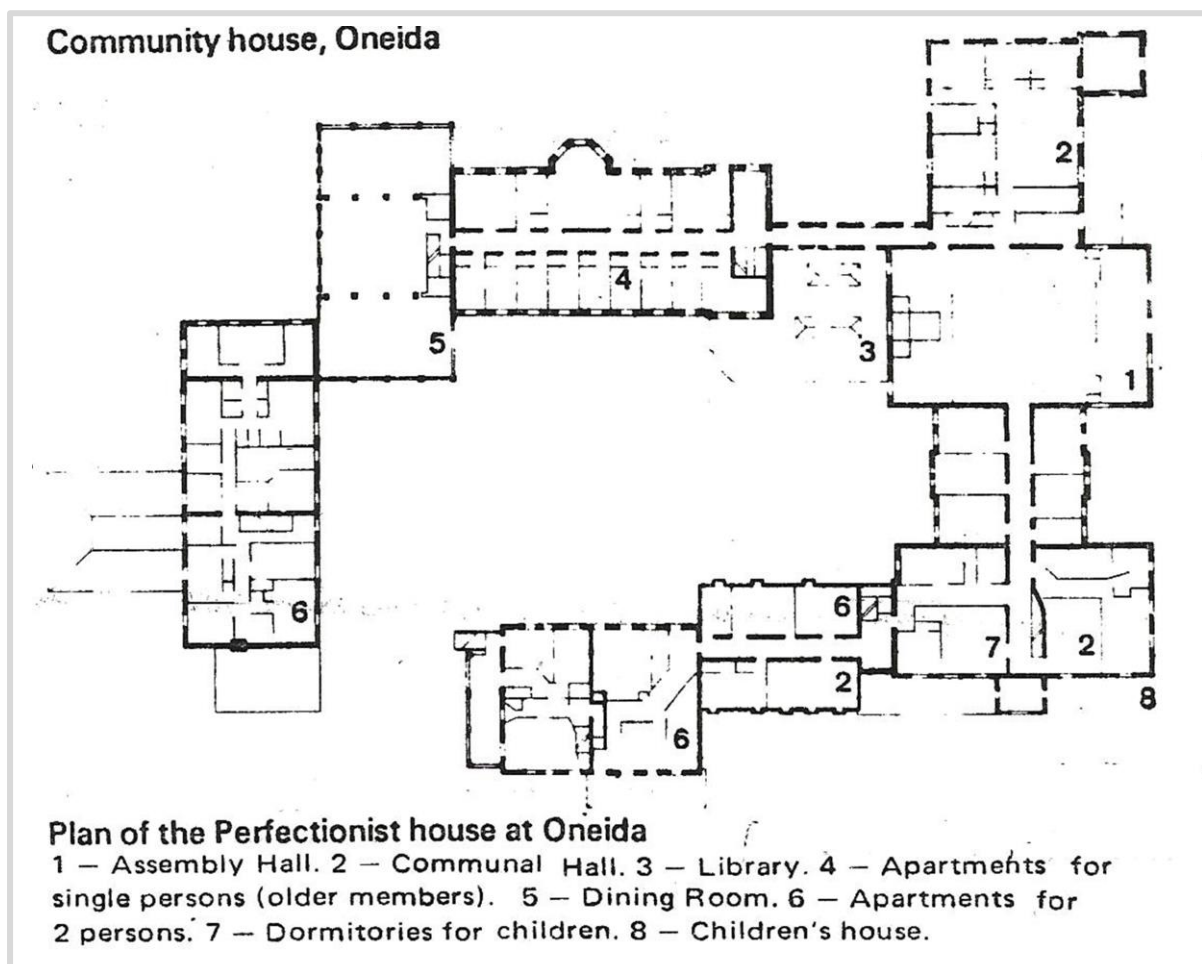 Community house, Oneida
2
4
5
3
1
6
6
7
2
2
8
6
Plan of the Perfectionist house at Oneida
1 — Assembly Hall. 2 — Communal Hall. 3 — Library. 4 — Apartments for
single persons (older members). 5 — Dining Room. 6 — Apartments for
2 persons. 7 — Dormitories for children. 8 — Children's house.